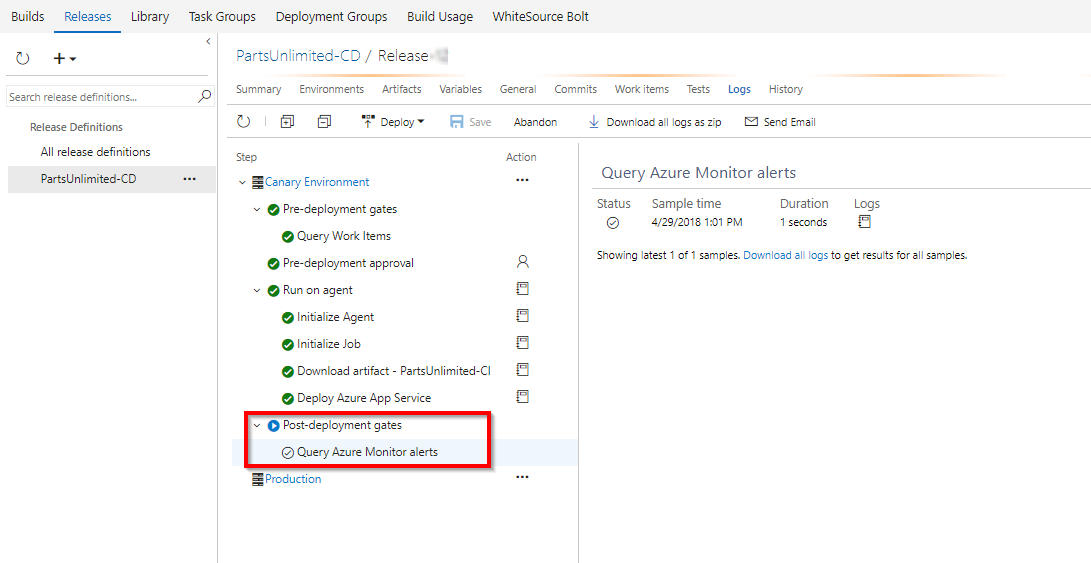 Builds Releases Library Task Groups Deployment Groups Build Usage WhiteSource Bolt
Search release definitions...
Release Definitions
All release definitions
PartsUnlimited-CD ...
PartsUnlimited-CD / Release
Summary Environments Artifacts Variables General Commits Work items Tests Logs History
Deploy Save Abandon Download all logs as zip Send Email
Step Action
Canary Environment ...
Pre-deployment gates
Query Work Items
Pre-deployment approval
Run on agent
Initialize Agent
Initialize Job
Download artifact - PartsUnlimited-CI
Deploy Azure App Service
Post-deployment gates
Query Azure Monitor alerts
Production ...
Query Azure Monitor alerts
Status Sample time Duration Logs
4/29/2018 1:01 PM 1 seconds
Showing latest 1 of 1 samples. Download all logs to get results for all samples.